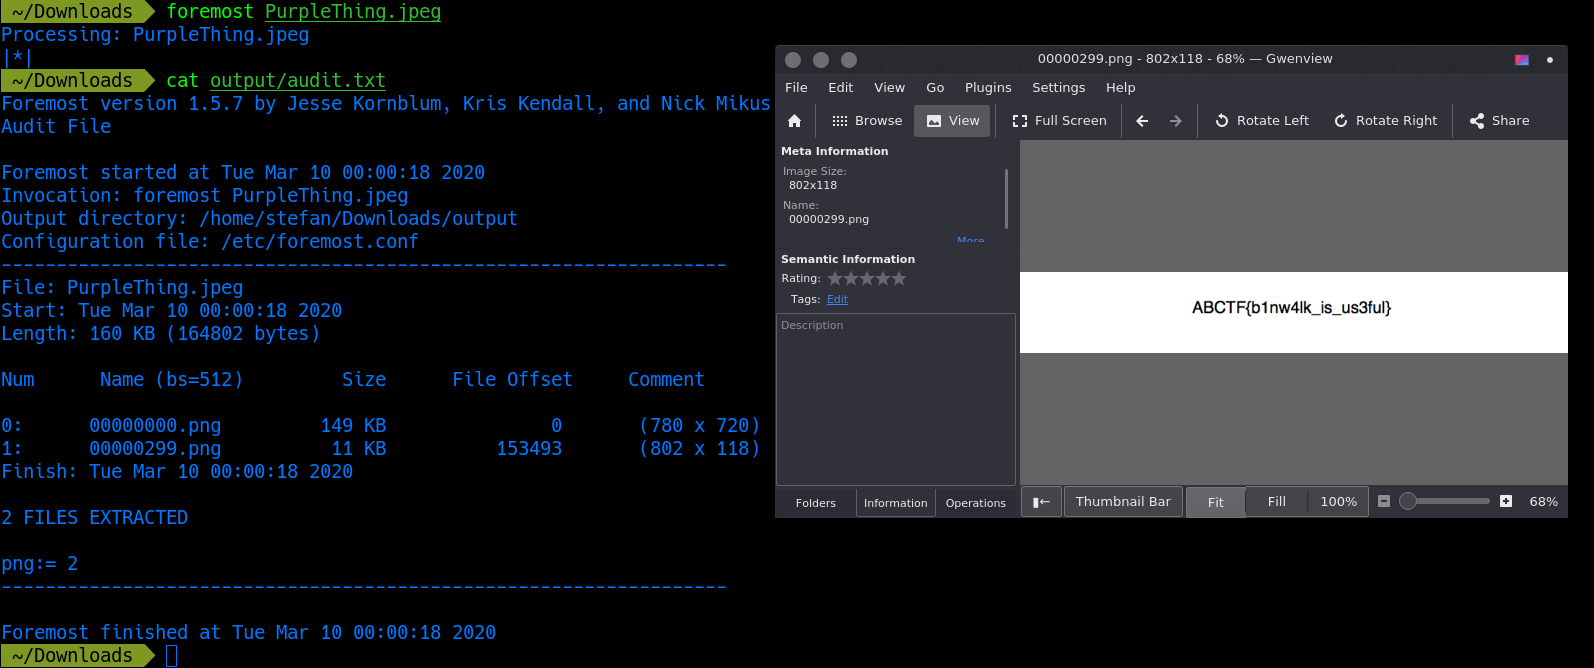 ~/Downloads foremost PurpleThing.jpeg
Processing: PurpleThing.jpeg
|*|
~/Downloads cat output/audit.txt
Foremost version 1.5.7 by Jesse Kornblum, Kris Kendall, and Nick Mikus
Audit File
Foremost started at Tue Mar 10 00:00:18 2020
Invocation: foremost PurpleThing.jpeg
Output directory: /home/stefan/Downloads/output
Configuration file: /etc/foremost.conf
------------------------------------------------------------------
File: PurpleThing.jpeg
Start: Tue Mar 10 00:00:18 2020
Length: 160 KB (164802 bytes)
Num Name (bs=512) Size File Offset Comment
0: 00000000.png 149 KB 0 (780 x 720)
1: 00000299.png 11 KB 153493 (802 x 118)
Finish: Tue Mar 10 00:00:18 2020
2 FILES EXTRACTED
png:= 2
------------------------------------------------------------------
Foremost finished at Tue Mar 10 00:00:18 2020
~/Downloads
00000299.png - 802x118 - 68% — Gwenview
File Edit View Go Plugins Settings Help
Browse View Full Screen Rotate Left Rotate Right Share
Meta Information
Image Size:
802x118
Name:
00000299.png
More
Semantic Information
Rating:
Tags: Edit
Description
Folders Information Operations
ABCTF{b1nw4lk_is_us3ful}
Thumbnail Bar Fit Fill 100% 68%